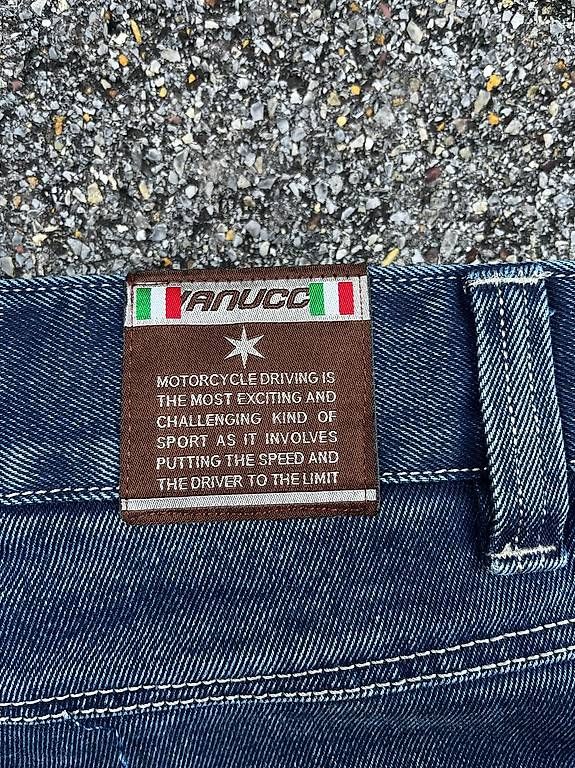 VANUCCI
MOTORCYCLE DRIVING IS
THE MOST EXCITING AND
CHALLENGING KIND OF
SPORT AS IT INVOLVES
PUTTING THE SPEED AND
THE DRIVER TO THE LIMIT